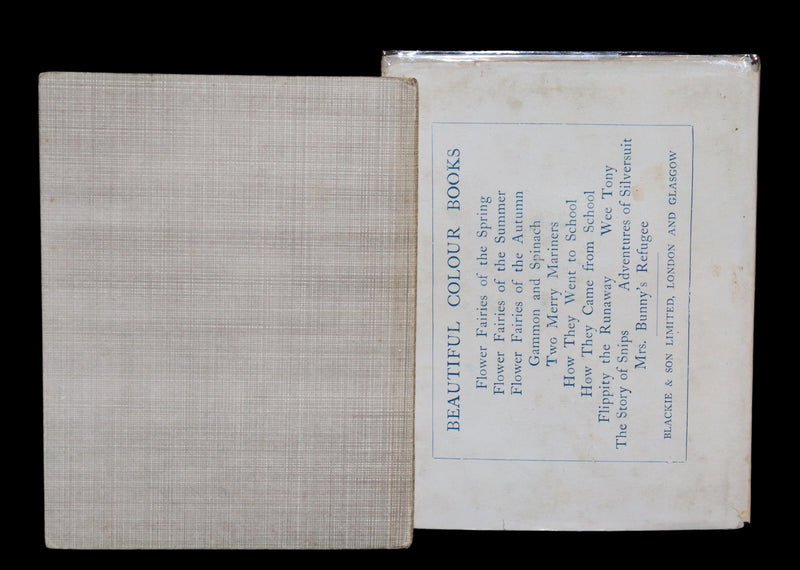 BEAUTIFUL COLOUR BOOKS
Flower Fairies of the Spring
Flower Fairies of the Summer
Flower Fairies of the Autumn
Gammon and Spinach
Two Merry Mariners
How They Went to School
How They Came from School
Flippity the Runaway Wee Tony
The Story of Snips Adventures of Silversuit
Mrs. Bunny's Refugee
BLACKIE & SON LIMITED, LONDON AND GLASGOW